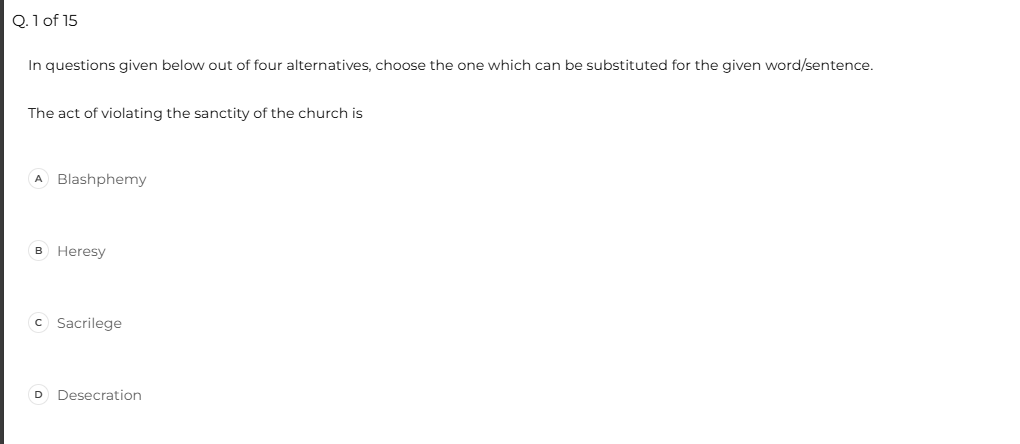 Q. 1 of 15
In questions given below out of four alternatives, choose the one which can be substituted for the given word/sentence.
The act of violating the sanctity of the church is
A Blashphemy
B Heresy
C Sacrilege
D Desecration